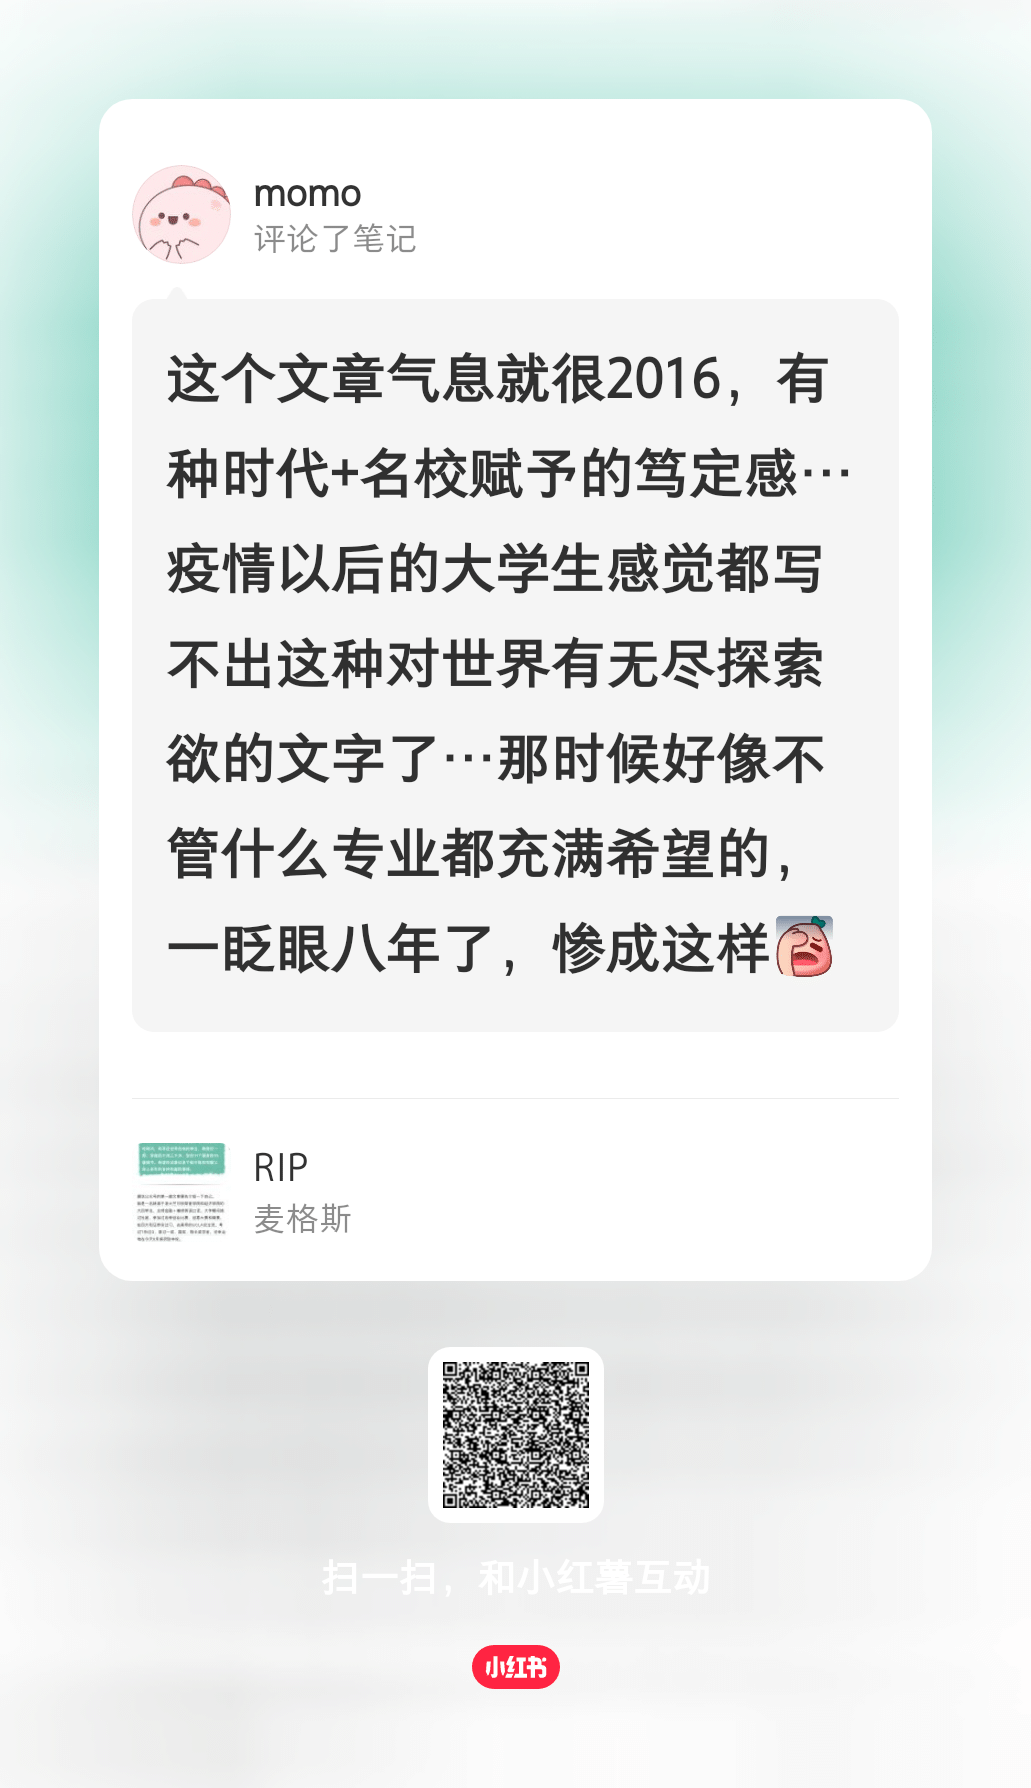 momo
评论了笔记
这个文章气息就很2016，有
种时代+名校赋予的笃定感…
疫情以后的大学生感觉都写
不出这种对世界有无尽探索
欲的文字了…那时候好像不
管什么专业都充满希望的，
一眨眼八年了，惨成这样
RIP
麦格斯
扫一扫，和小红薯互动
小红书